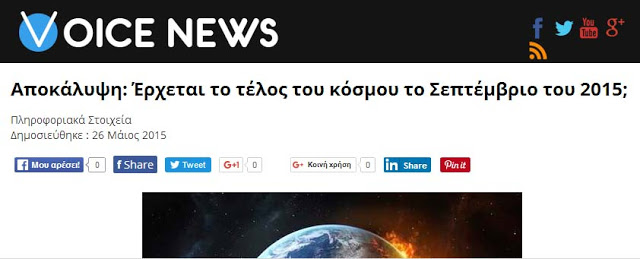 VOICE NEWS
f You Tube g+
Αποκάλυψη: Έρχεται το τέλος του κόσμου το Σεπτέμβριο του 2015;
Πληροφοριακά Στοιχεία
Δημοσιεύθηκε : 26 Μάιος 2015
f Μου αρέσει! 0 f Share Tweet G+1 0 G+ Κοινή χρήση 0 in Share Pin it